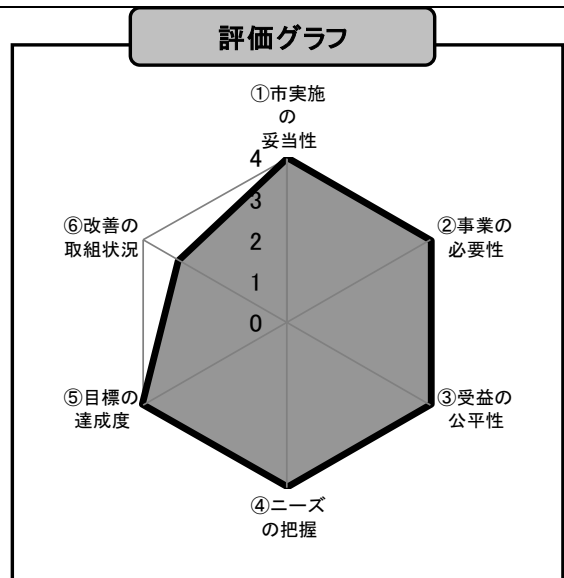 評価グラフ
①市実施
の
妥当性
4
3
2
1
0
②事業の
必要性
③受益の
公平性
④ニーズ
の把握
⑤目標の
達成度
⑥改善の
取組状況